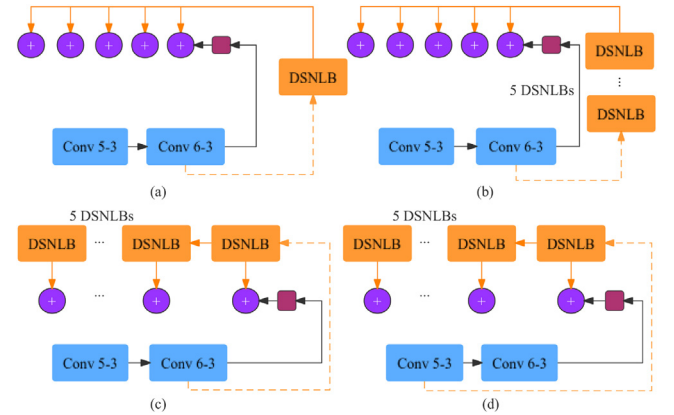 + + + + +
DSNLB
Conv 5-3 Conv 6-3
(a)
+ + + + +
DSNLB
...
5 DSNLBs
DSNLB
Conv 5-3 Conv 6-3
(b)
5 DSNLBs
DSNLB ... DSNLB DSNLB
+ ... + +
Conv 5-3 Conv 6-3
(c)
5 DSNLBs
DSNLB ... DSNLB DSNLB
+ ... + +
Conv 5-3 Conv 6-3
(d)